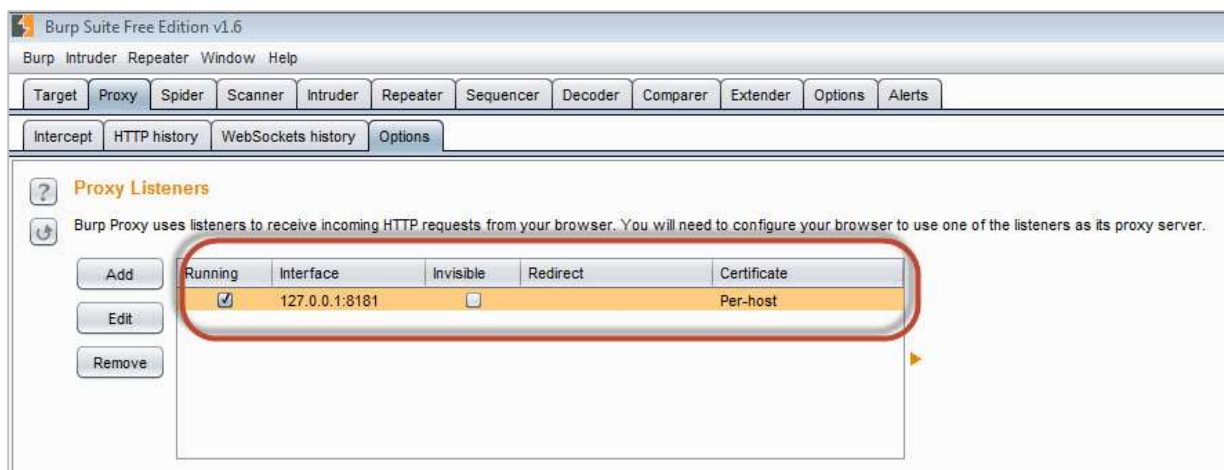 Burp Suite Free Edition v1.6
Burp Intruder Repeater Window Help
Target Proxy Spider Scanner Intruder Repeater Sequencer Decoder Comparer Extender Options Alerts
Intercept HTTP history WebSockets history Options
? Proxy Listeners
Burp Proxy uses listeners to receive incoming HTTP requests from your browser. You will need to configure your browser to use one of the listeners as its proxy server.
Add Running Interface Invisible Redirect Certificate
127.0.0.1:8181 Per-host
Edit
Remove